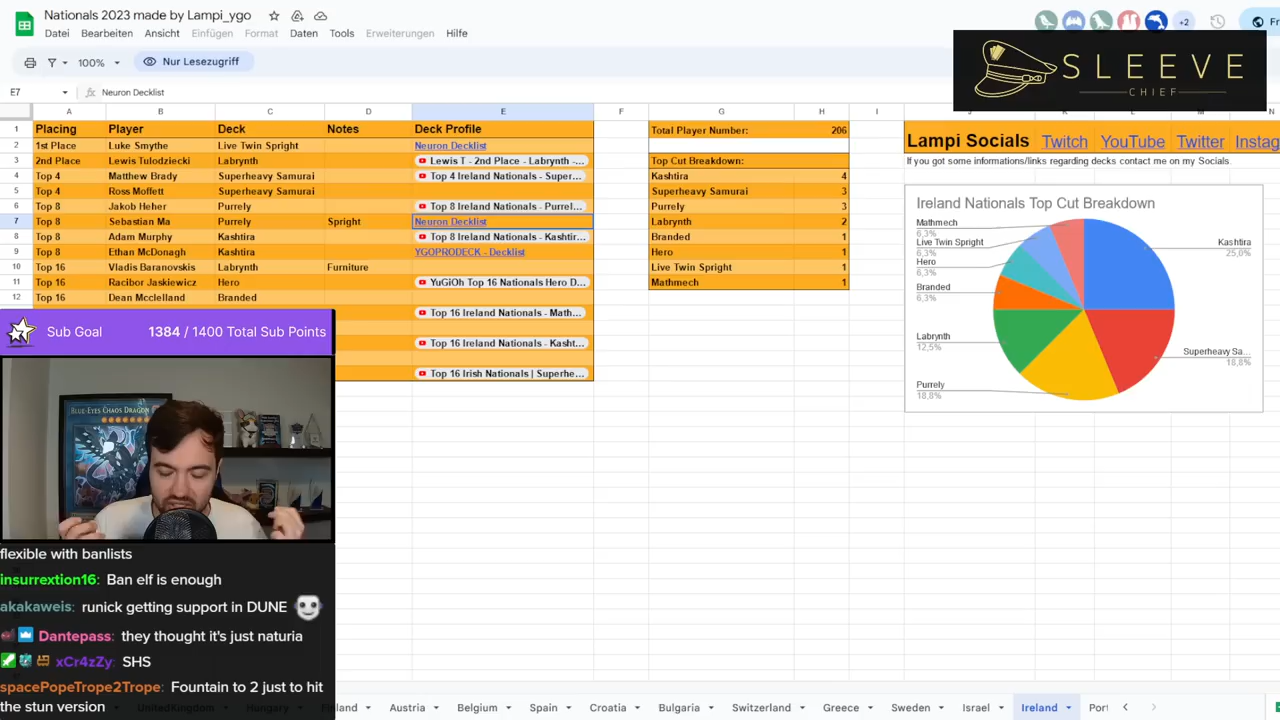 Nationals 2023 made by Lampi_ygo
Datei Bearbeiten Ansicht Einfügen Format Daten Tools Erweiterungen Hilfe
+2
100% Nur Lesezugriff
SLEEVE
CHIEF
E7 fx Neuron Decklist
A B C D E F G H I
1 Placing Player Deck Notes Deck Profile Total Player Number: 206 Lampi Socials Twitch YouTube Twitter Instag
2 1st Place Luke Smythe Live Twin Spright Neuron Decklist
3 2nd Place Lewis Tulodziecki Labrynth Lewis T - 2nd Place - Labrynth -... Top Cut Breakdown: If you got some informations/links regarding decks contact me on my Socials
4 Top 4 Matthew Brady Superheavy Samurai Top 4 Ireland Nationals - Super... Kashtira 4
5 Top 4 Ross Moffett Superheavy Samurai Superheavy Samurai 3
6 Top 8 Jakob Heher Purrely Top 8 Ireland Nationals - Purrel... Purrely 3
7 Top 8 Sebastian Ma Purrely Spright Neuron Decklist Labrynth 2
8 Top 8 Adam Murphy Kashtira Top 8 Ireland Nationals - Kashtir... Branded 1
9 Top 8 Ethan McDonagh Kashtira YGOPRODECK - Decklist Hero 1
10 Top 16 Vladis Baranovskis Labrynth Furniture Live Twin Spright 1
11 Top 16 Racibor Jaskiewicz Hero YuGiOh Top 16 Nationals Hero D... Mathmech 1
12 Top 16 Dean Mcclelland Branded
Top 16 Ireland Nationals - Math...
Top 16 Ireland Nationals - Kasht...
Top 16 Irish Nationals | Superhe...
Ireland Nationals Top Cut Breakdown
Mathmech
6,3%
Live Twin Spright
6,3%
Hero
6,3%
Branded
6,3%
Labrynth
12,5%
Purrely
18,8%
Kashtira
25,0%
Superheavy Sa...
18,8%
Sub Goal 1384 / 1400 Total Sub Points
BLUE-EYES CHAOS DRAGON
flexible with banlists
insurrextion16: Ban elf is enough
akakaweis: runick getting support in DUNE
Dantepass: they thought it's just naturia
xCr4zZy: SHS
spacePopeTrope2Trope: Fountain to 2 just to hit
the stun version
UnitedKingdom Hungary Finland Austria Belgium Spain Croatia Bulgaria Switzerland Greece Sweden Israel Ireland Port